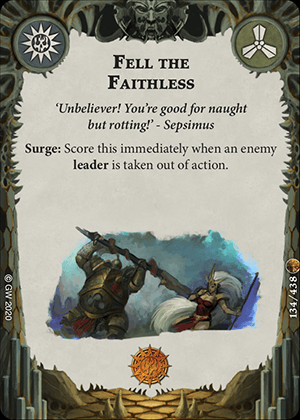 FELL THE
FAITHLESS
‘Unbeliever! You’re good for naught
but rotting!’ - Sepsimus
Surge: Score this immediately when an enemy
leader is taken out of action.
© GW 2020
134/438